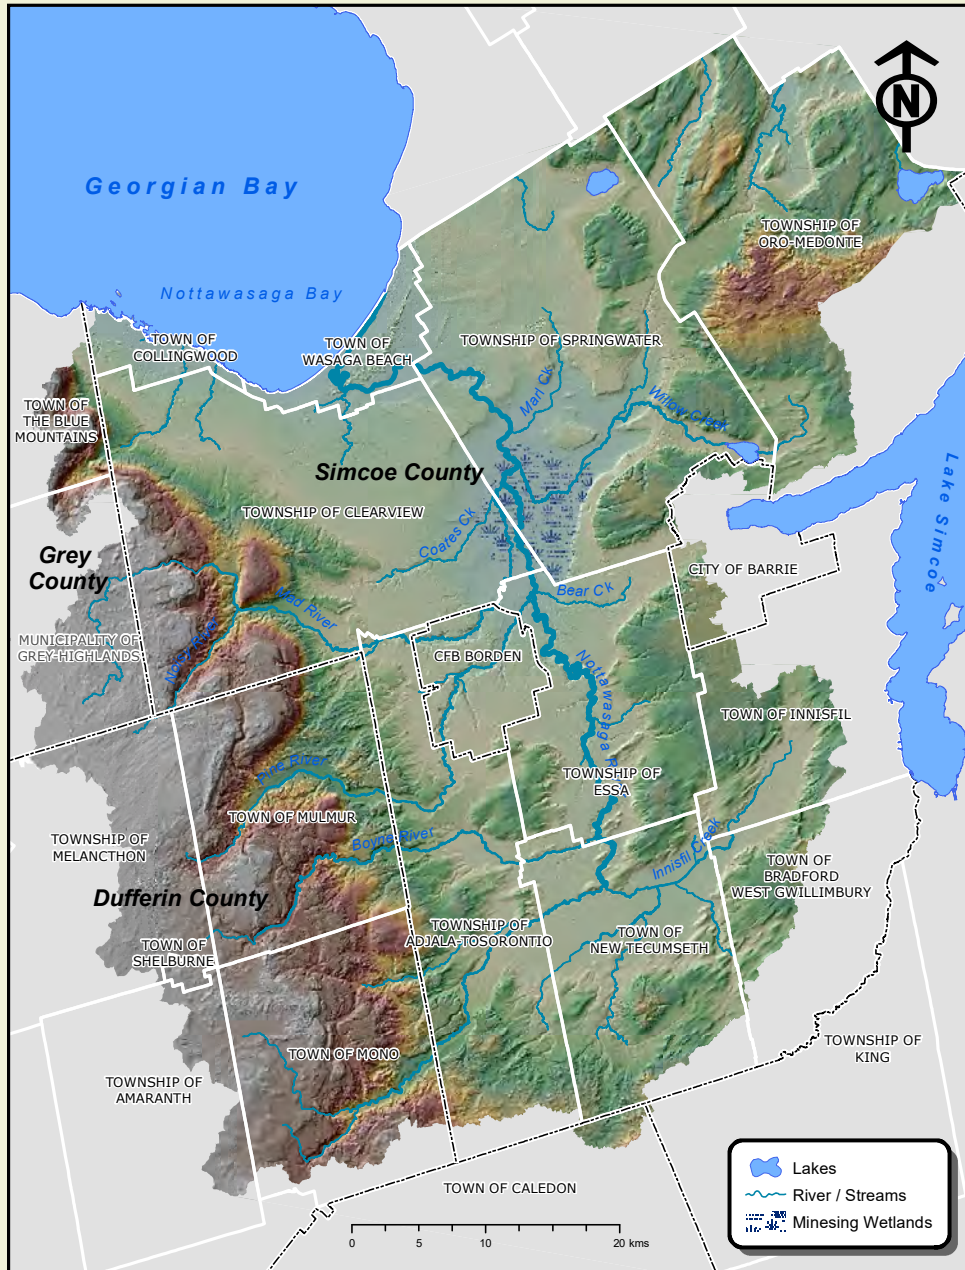 N
Georgian Bay
Nottawasaga Bay
TOWNSHIP OF
ORO-MEDONTE
TOWN OF
COLLINGWOOD
TOWN OF
WASAGA BEACH
TOWNSHIP OF SPRINGWATER
TOWN OF
THE BLUE
MOUNTAINS
Marl Ck
Willow Creek
Lake Simcoe
Simcoe County
TOWNSHIP OF CLEARVIEW
Coates Ck
Grey
County
CITY OF BARRIE
Bear Ck
Mad River
MUNICIPALITY OF
GREY-HIGHLANDS
Noisy River
CFB BORDEN
Nottawasaga River
TOWN OF INNISFIL
Pine River
TOWNSHIP OF
ESSA
TOWN OF MULMUR
Boyne River
TOWNSHIP OF
MELANCTHON
Innisfil Creek
TOWN OF
BRADFORD
WEST GWILLIMBURY
Dufferin County
TOWNSHIP OF
ADJALA-TOSORONTIO
TOWN OF
NEW TECUMSETH
TOWN OF
SHELBURNE
TOWN OF MONO
TOWNSHIP OF
KING
TOWNSHIP OF
AMARANTH
TOWN OF CALEDON
Lakes
River / Streams
Minesing Wetlands
0 5 10 20 kms